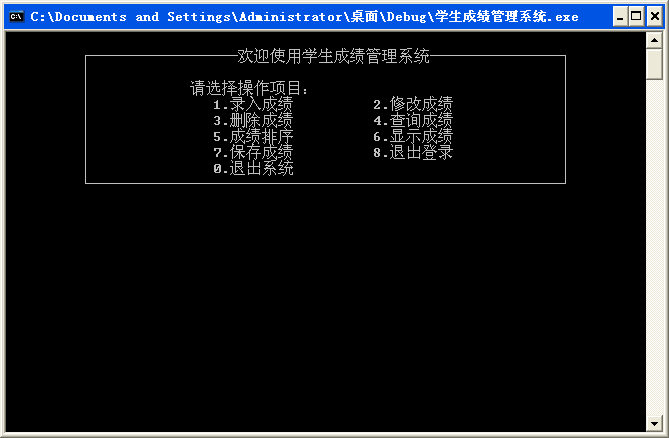 C:\Documents and Settings\Administrator\桌面\Debug\学生成绩管理系统.exe
欢迎使用学生成绩管理系统
请选择操作项目:
1.录入成绩 2.修改成绩
3.删除成绩 4.查询成绩
5.成绩排序 6.显示成绩
7.保存成绩 8.退出登录
0.退出系统